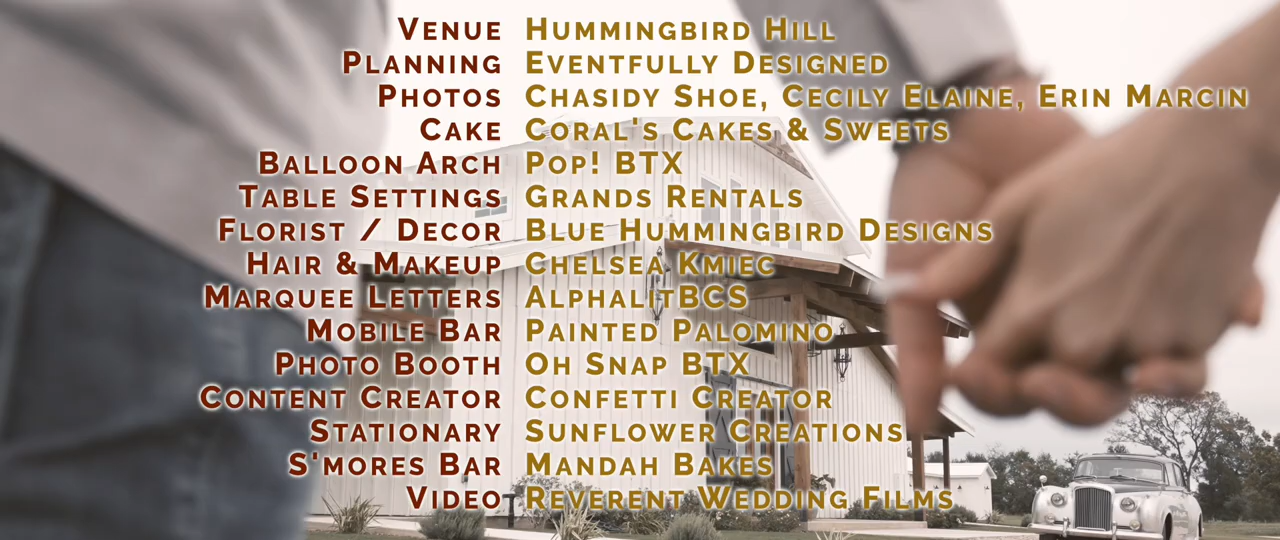 Venue Hummingbird Hill
Planning Eventfully Designed
Photos Chasidy Shoe, Cecily Elaine, Erin Marcin
Cake Coral's Cakes & Sweets
Balloon Arch Pop! BTX
Table Settings Grands Rentals
Florist / Decor Blue Hummingbird Designs
Hair & Makeup Chelsea Kmiec
Marquee Letters AlphalitBCS
Mobile Bar Painted Palomino
Photo Booth Oh Snap BTX
Content Creator Confetti Creator
Stationary Sunflower Creations
S'mores Bar Mandah Bakes
Video Reverent Wedding Films